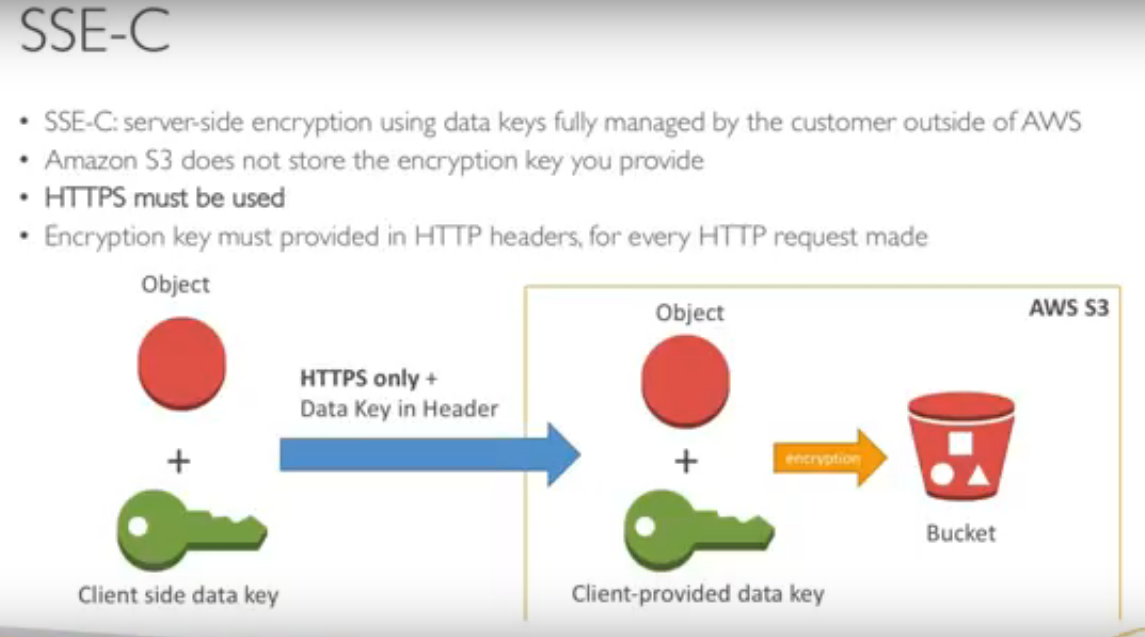 SSE-C
• SSE-C: server-side encryption using data keys fully managed by the customer outside of AWS
• Amazon S3 does not store the encryption key you provide
• HTTPS must be used
• Encryption key must provided in HTTP headers, for every HTTP request made
Object
Object
AWS S3
HTTPS only +
Data Key in Header
+
+
encryption
Bucket
Client side data key
Client-provided data key